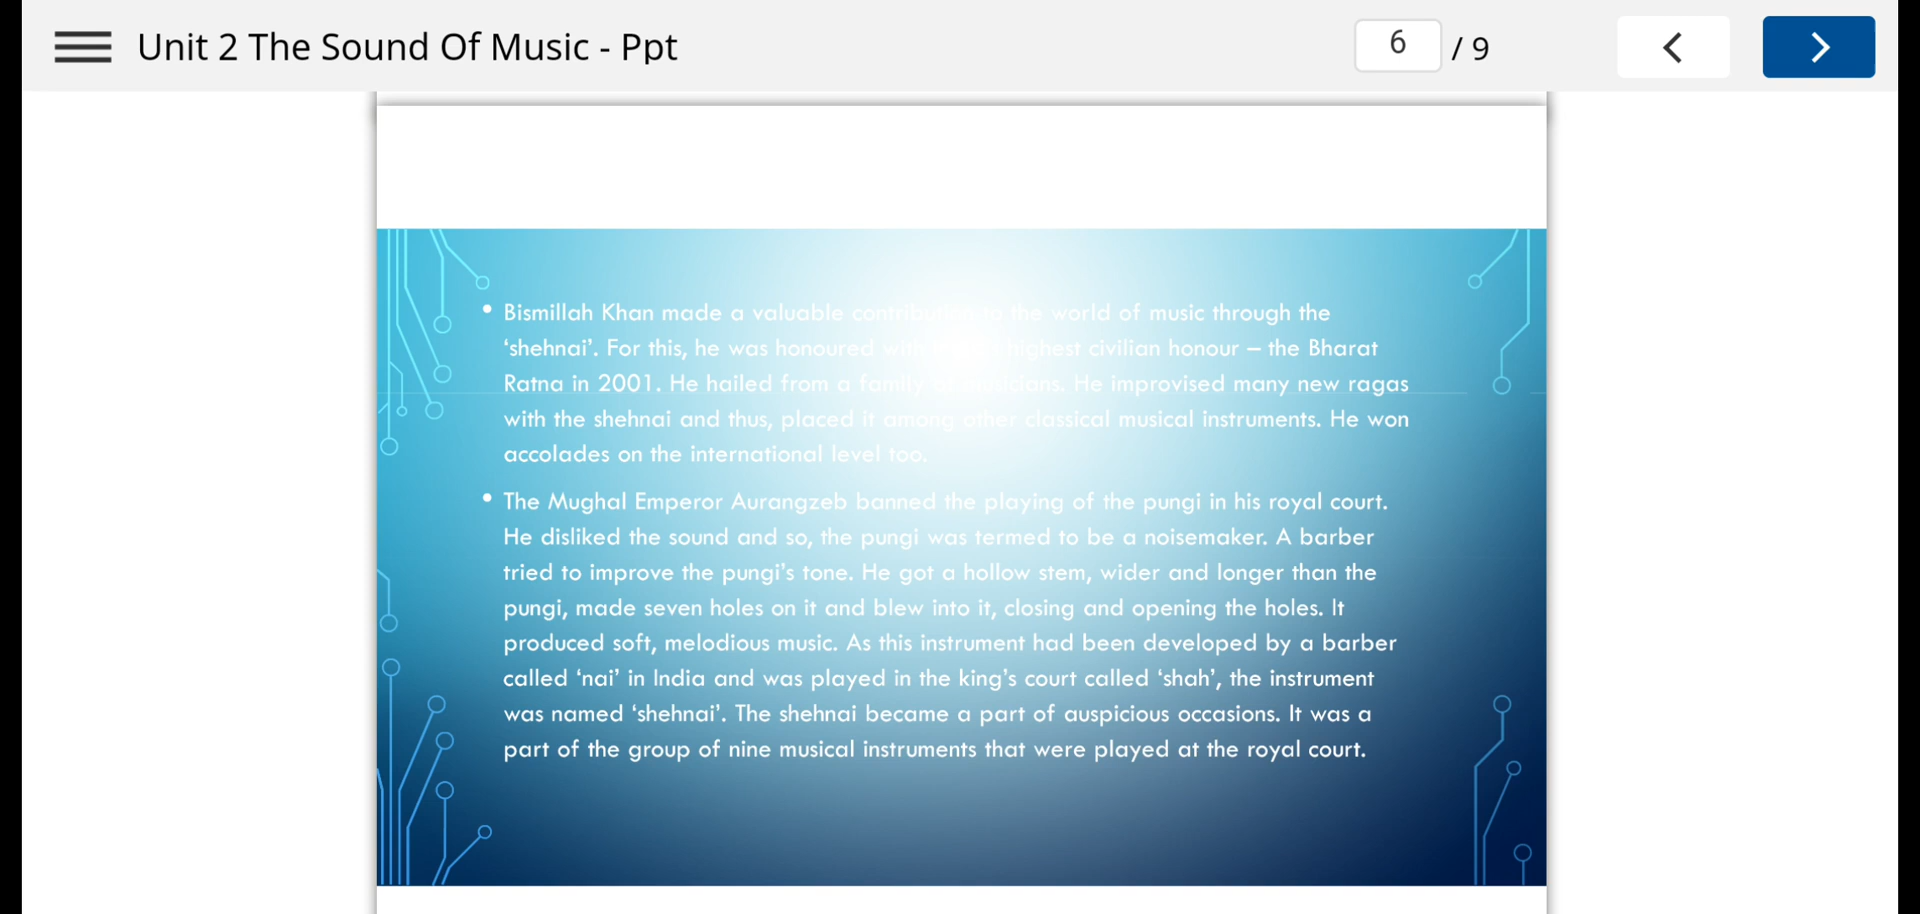 Unit 2 The Sound Of Music - Ppt
6 / 9
• Bismillah Khan made a valuable contribution to the world of music through the
‘shehnai’. For this, he was honoured with highest civilian honour – the Bharat
Ratna in 2001. He hailed from a family of musicians. He improvised many new ragas
with the shehnai and thus, placed it among other classical musical instruments. He won
accolades on the international level too.
• The Mughal Emperor Aurangzeb banned the playing of the pungi in his royal court.
He disliked the sound and so, the pungi was termed to be a noisemaker. A barber
tried to improve the pungi’s tone. He got a hollow stem, wider and longer than the
pungi, made seven holes on it and blew into it, closing and opening the holes. It
produced soft, melodious music. As this instrument had been developed by a barber
called ‘nai’ in India and was played in the king’s court called ‘shah’, the instrument
was named ‘shehnai’. The shehnai became a part of auspicious occasions. It was a
part of the group of nine musical instruments that were played at the royal court.